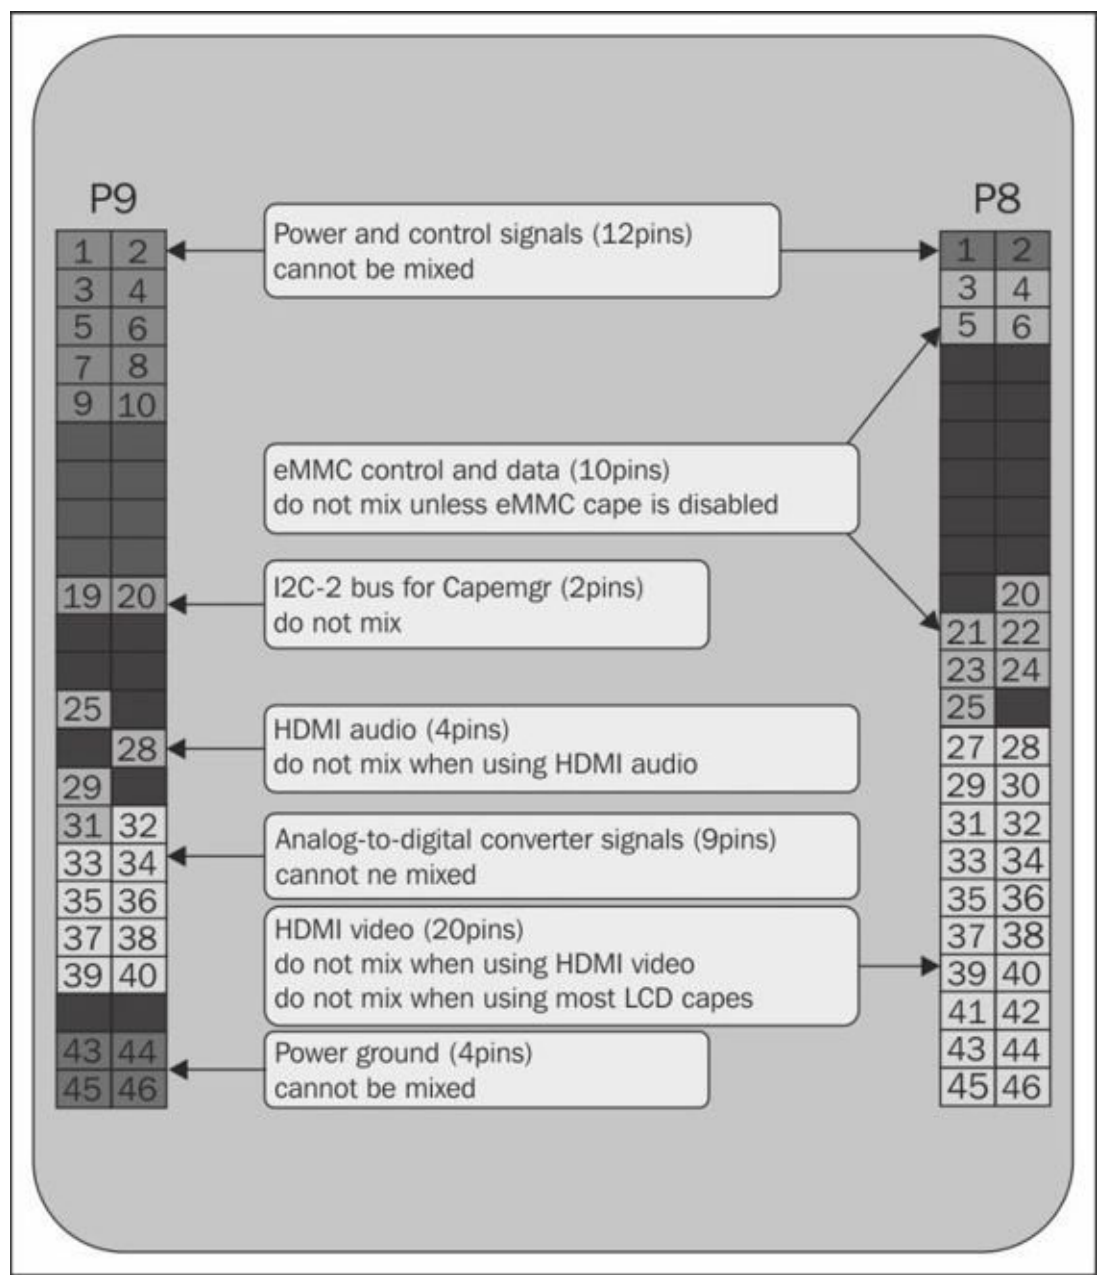 P9
P8
Power and control signals (12pins)
cannot be mixed
eMMC control and data (10pins)
do not mix unless eMMC cape is disabled
I2C-2 bus for Capemgr (2pins)
do not mix
HDMI audio (4pins)
do not mix when using HDMI audio
Analog-to-digital converter signals (9pins)
cannot ne mixed
HDMI video (20pins)
do not mix when using HDMI video
do not mix when using most LCD capes
Power ground (4pins)
cannot be mixed
1 2
3 4
5 6
7 8
9 10
19 20
25
28
29
31 32
33 34
35 36
37 38
39 40
43 44
45 46
1 2
3 4
5 6
20
21 22
23 24
25
27 28
29 30
31 32
33 34
35 36
37 38
39 40
41 42
43 44
45 46